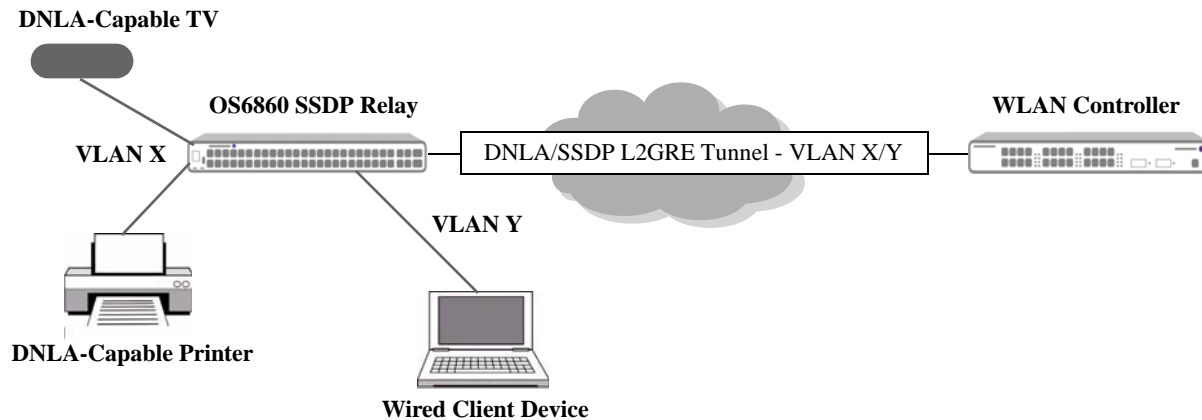 DNLA-Capable TV
OS6860 SSDP Relay
WLAN Controller
VLAN X
DNLA/SSDP L2GRE Tunnel - VLAN X/Y
VLAN Y
DNLA-Capable Printer
Wired Client Device